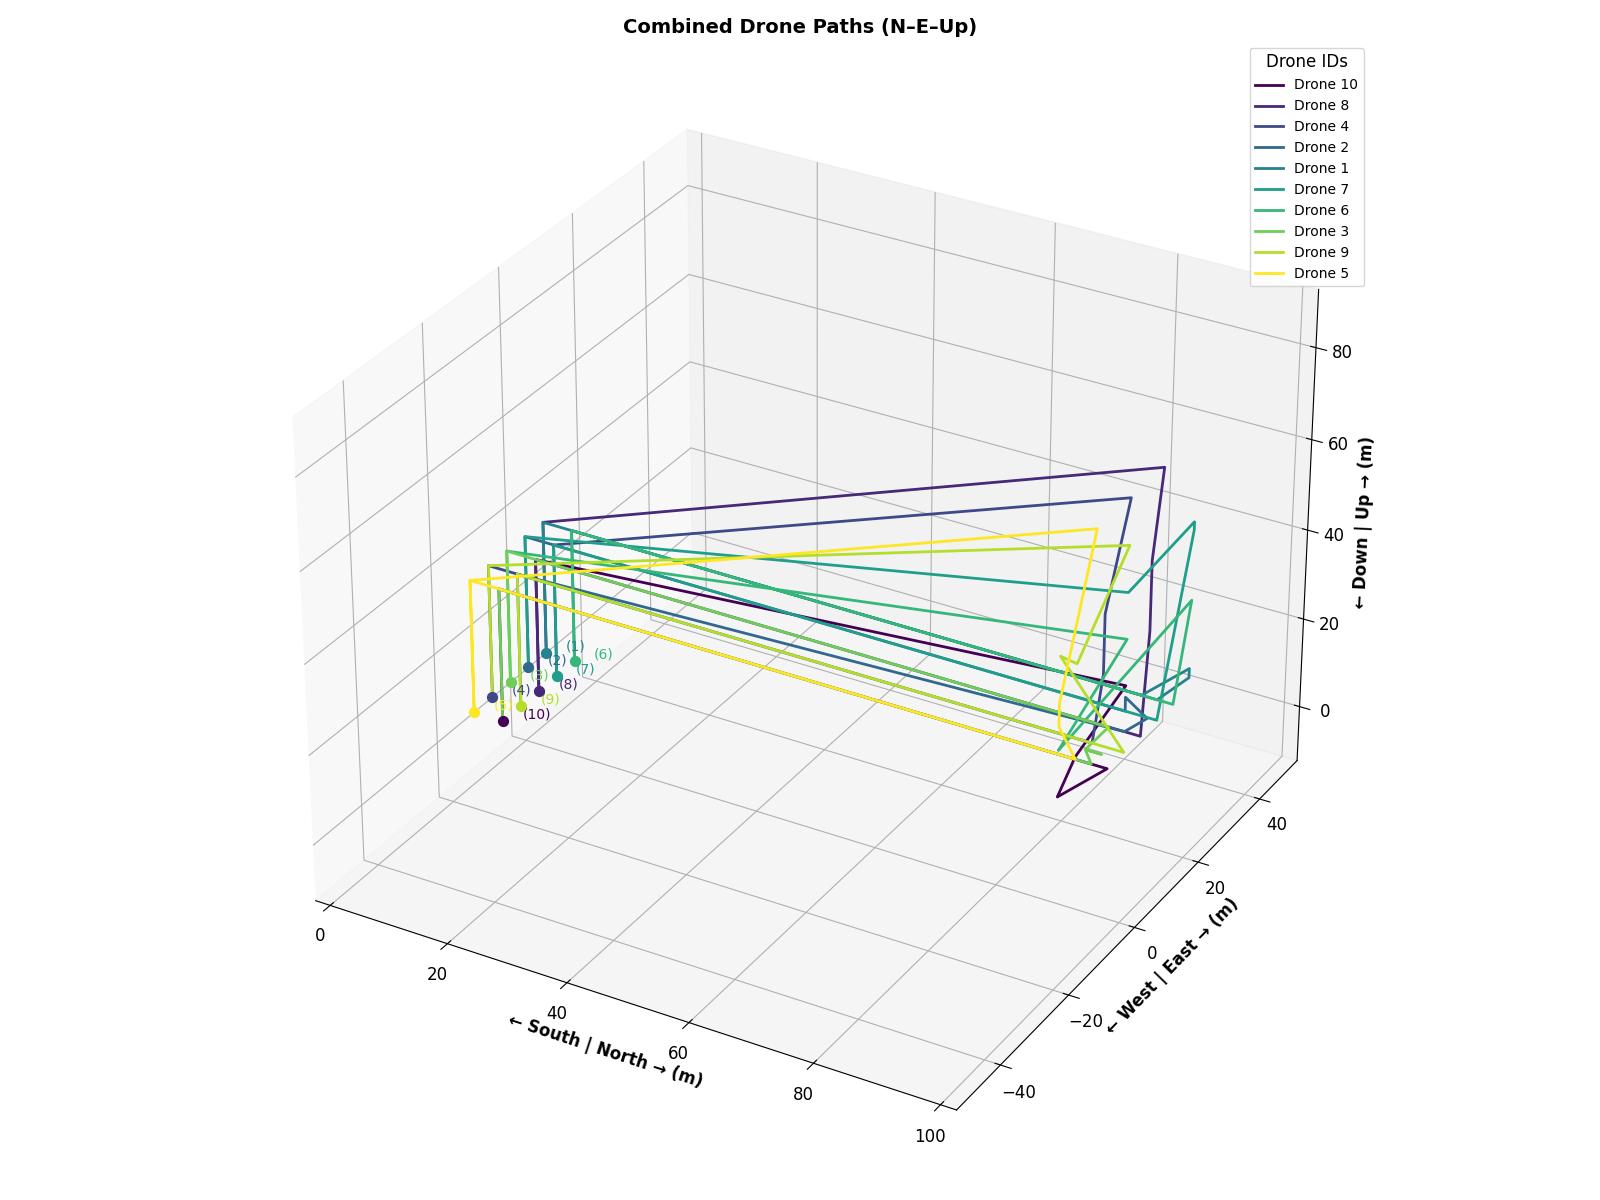 Combined Drone Paths (N–E–Up)
Drone IDs
Drone 10
Drone 8
Drone 4
Drone 2
Drone 1
Drone 7
Drone 6
Drone 3
Drone 9
Drone 5
80
60
40
20
0
← Down | Up → (m)
(1)
(6)
(2)
(7)
(3)
(8)
(4)
(9)
(5)
(10)
0
20
40
60
80
100
← South | North → (m)
40
20
0
−20
−40
← West | East → (m)